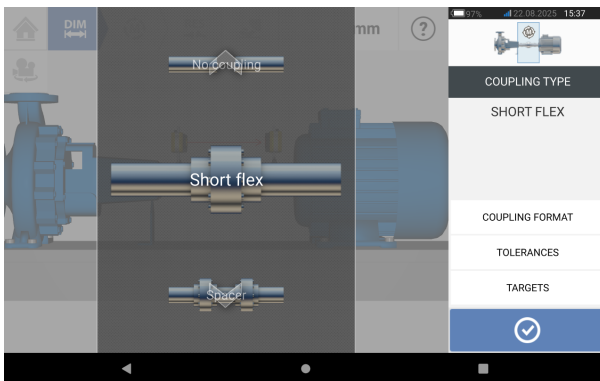 97% 22.08.2025 15:37
DIM
mm
?
No coupling
Short flex
Spacer
COUPLING TYPE
SHORT FLEX
COUPLING FORMAT
TOLERANCES
TARGETS